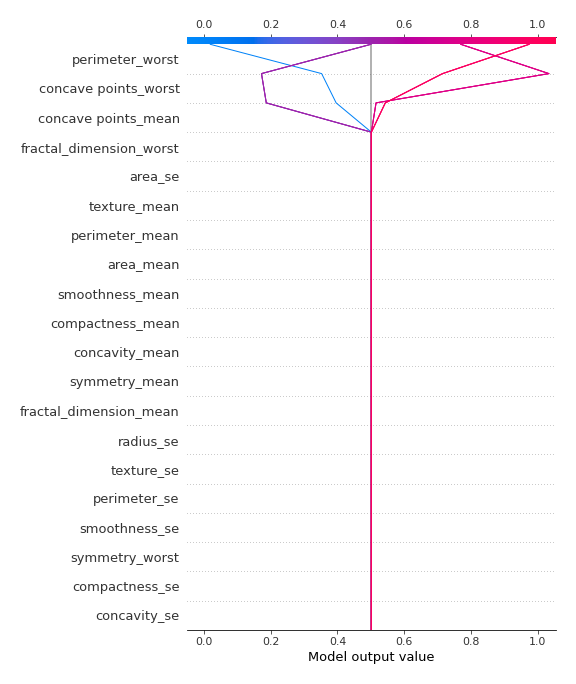 0.0 0.2 0.4 0.6 0.8 1.0
perimeter_worst
concave points_worst
concave points_mean
fractal_dimension_worst
area_se
texture_mean
perimeter_mean
area_mean
smoothness_mean
compactness_mean
concavity_mean
symmetry_mean
fractal_dimension_mean
radius_se
texture_se
perimeter_se
smoothness_se
symmetry_worst
compactness_se
concavity_se
0.0 0.2 0.4 0.6 0.8 1.0
Model output value